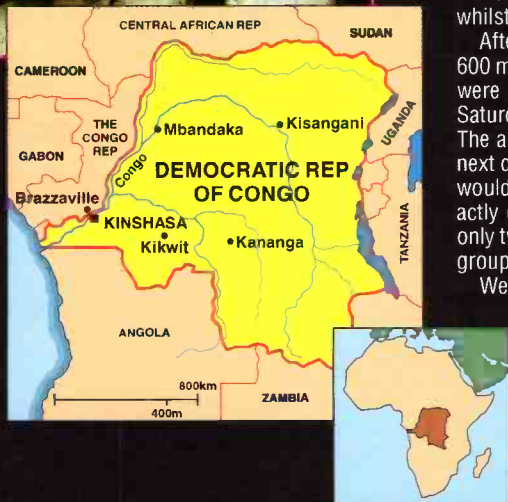 CENTRAL AFRICAN REP
SUDAN
CAMEROON
UGANDA
THE
CONGO
REP
Mbandaka
Kisangani
GABON
Congo
DEMOCRATIC REP
OF CONGO
Brazzaville
KINSHASA
Kikwit
Kananga
TANZANIA
ANGOLA
800km
400m
ZAMBIA
whilst
Afte
600 m
were
Saturd
The a
next d
would
actly
only tw
group
We